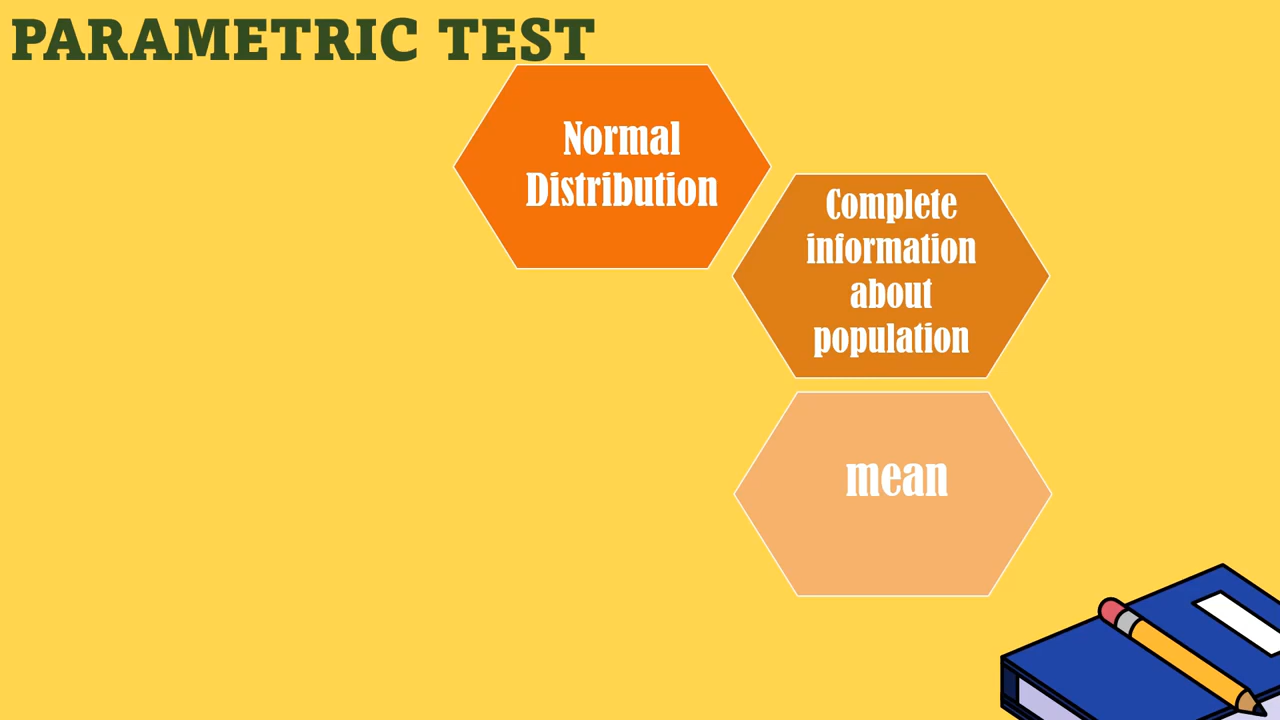 PARAMETRIC TEST
Normal
Distribution
Complete
information
about
population
mean